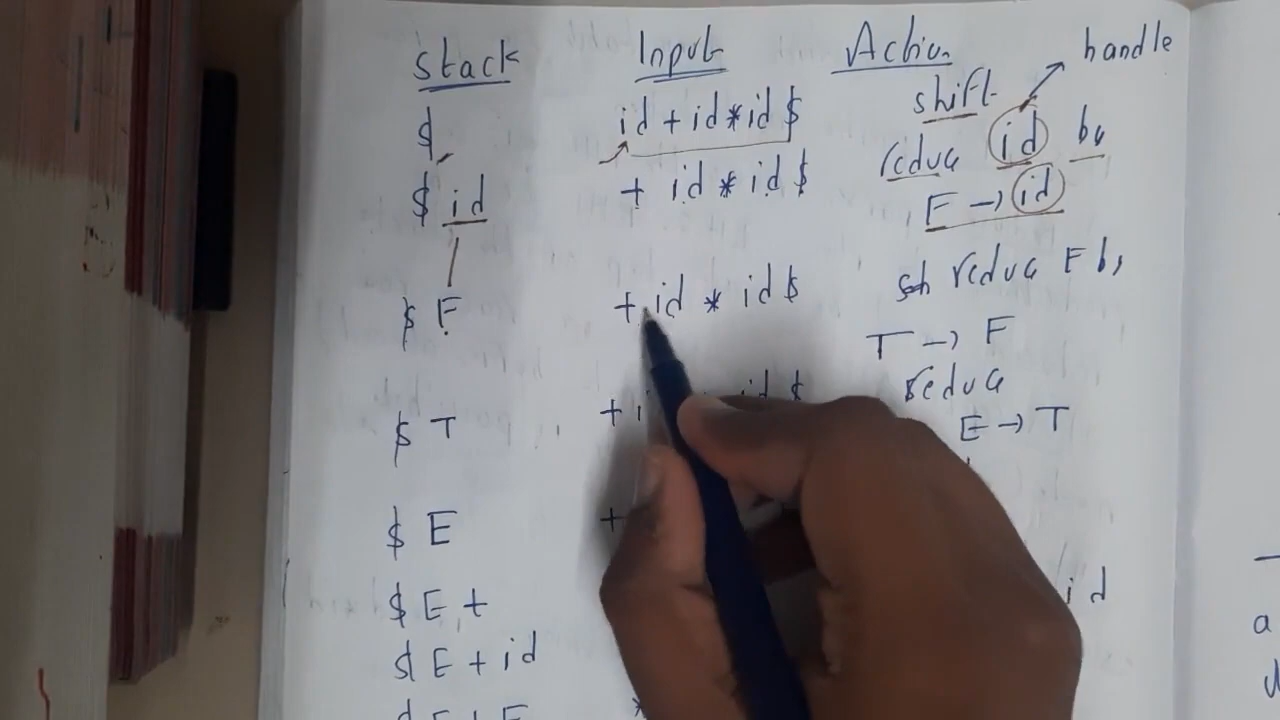 Stack Input Action handle
$ id + id * id $ shift
$ id + id * id $ reduce id by
F → id
$ F + id * id $ reduce F by
T → F
$ T + id $ reduce
E → T
$ E +
$ E +
id
$ E + id
a
$ E + F *